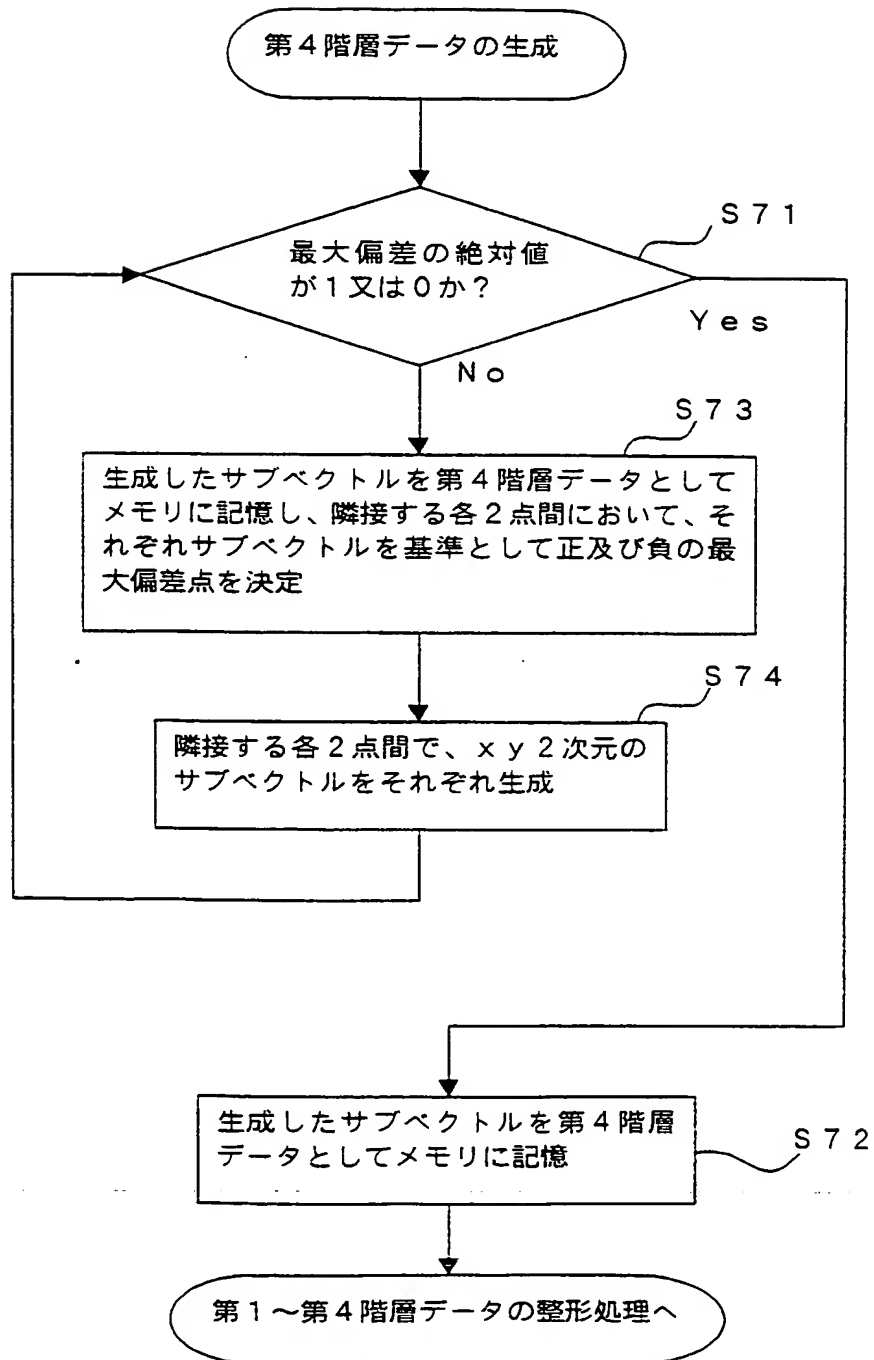 第4階層データの生成
S71
最大偏差の絶対値
が1又は0か?
Yes
No
S73
生成したサブベクトルを第4階層データとして
メモリに記憶し、隣接する各2点間において、そ
れぞれサブベクトルを基準として正及び負の最
大偏差点を決定
S74
隣接する各2点間で、xy2次元の
サブベクトルをそれぞれ生成
生成したサブベクトルを第4階層
データとしてメモリに記憶
S72
第1~第4階層データの整形処理へ